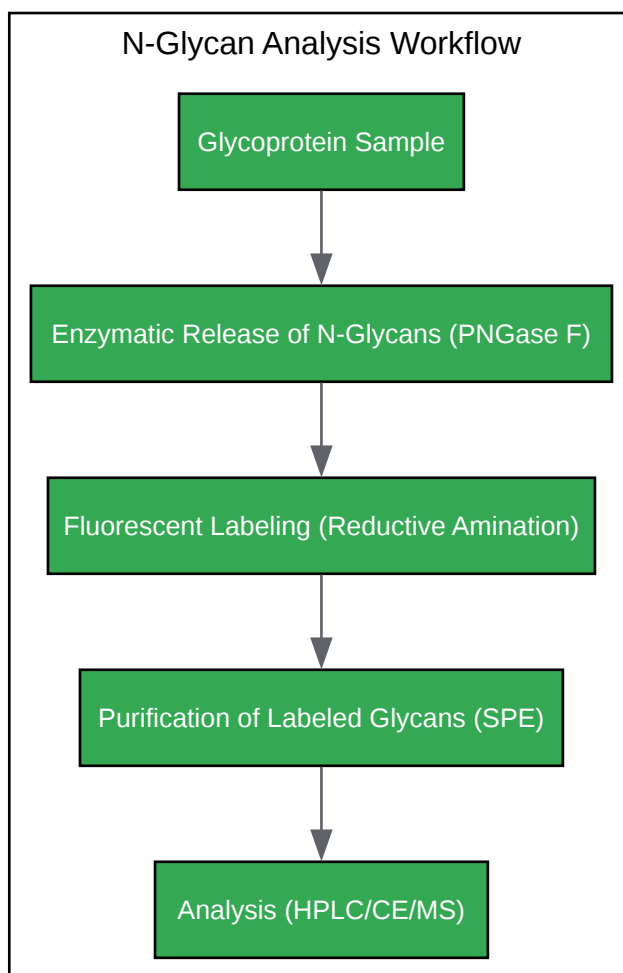 N-Glycan Analysis Workflow
Glycoprotein Sample
Enzymatic Release of N-Glycans (PNGase F)
Fluorescent Labeling (Reductive Amination)
Purification of Labeled Glycans (SPE)
Analysis (HPLC/CE/MS)